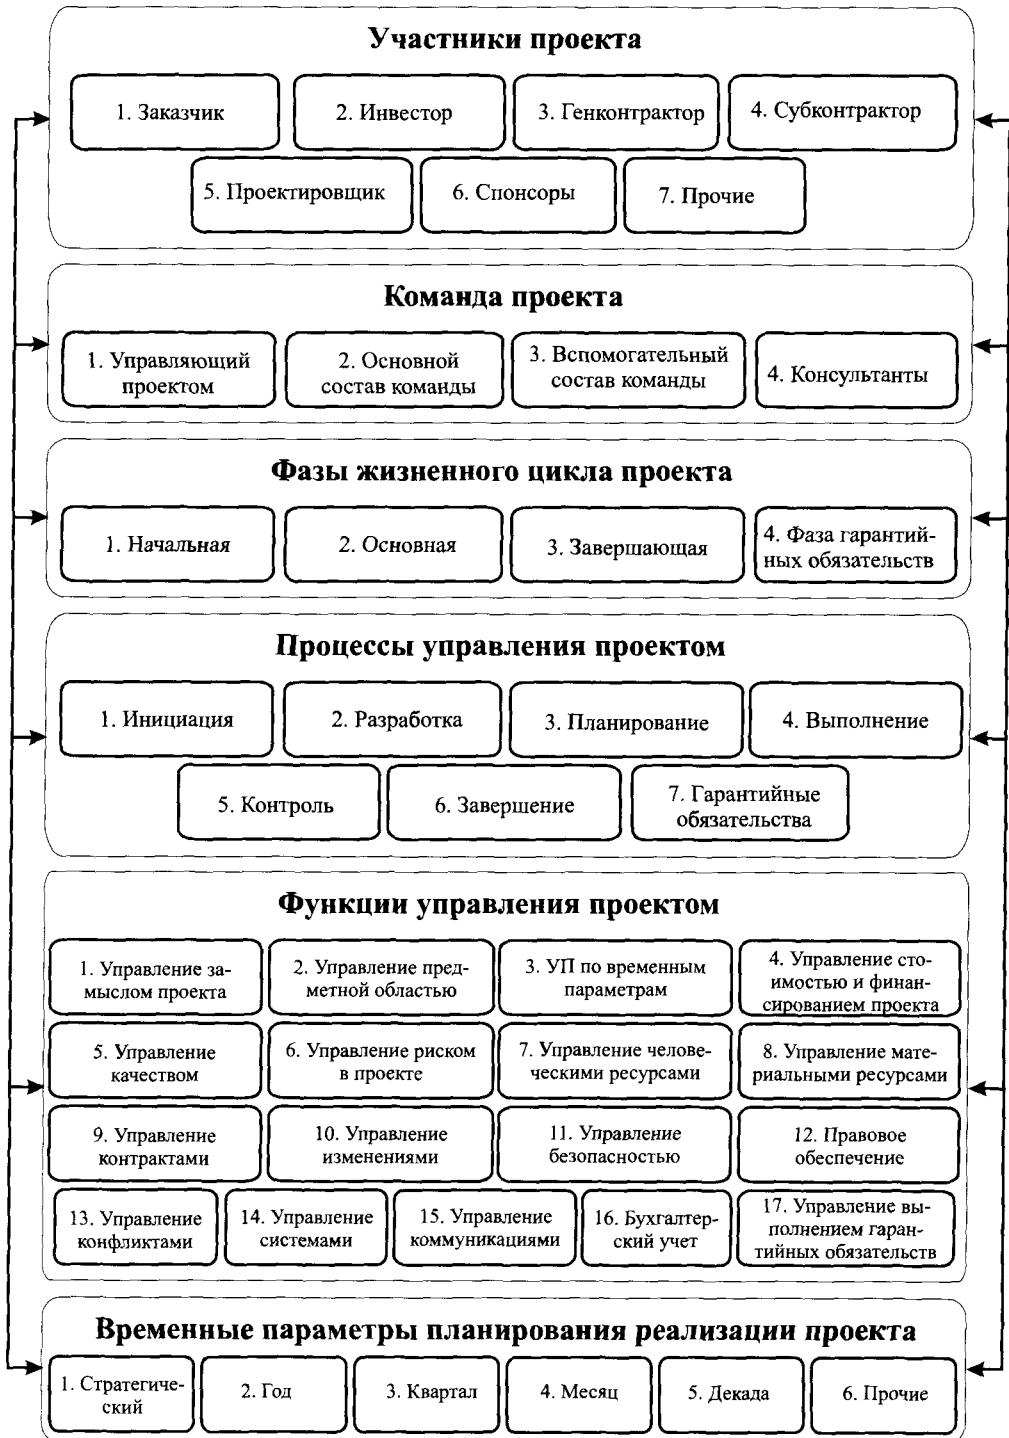 Участники проекта
1. Заказчик
2. Инвестор
3. Генконтрактор
4. Субконтрактор
5. Проектировщик
6. Спонсоры
7. Прочие
Команда проекта
1. Управляющий
проектом
2. Основной
состав команды
3. Вспомогательный
состав команды
4. Консультанты
Фазы жизненного цикла проекта
1. Начальная
2. Основная
3. Завершающая
4. Фаза гарантий-
ных обязательств
Процессы управления проектом
1. Инициация
2. Разработка
3. Планирование
4. Выполнение
5. Контроль
6. Завершение
7. Гарантийные
обязательства
Функции управления проектом
1. Управление за-
мыслом проекта
2. Управление пред-
метной областью
3. УП по временным
параметрам
4. Управление сто-
имостью и финан-
сированием проекта
5. Управление
качеством
6. Управление риском
в проекте
7. Управление челове-
ческими ресурсами
8. Управление мате-
риальными ресурсами
9. Управление
контрактами
10. Управление
изменениями
11. Управление
безопасностью
12. Правовое
обеспечение
13. Управление
конфликтами
14. Управление
системами
15. Управление
коммуникациями
16. Бухгалтер-
ский учет
17. Управление вы-
полнением гаран-
тийных обязательств
Временные параметры планирования реализации проекта
1. Стратегиче-
ский
2. Год
3. Квартал
4. Месяц
5. Декада
6. Прочие